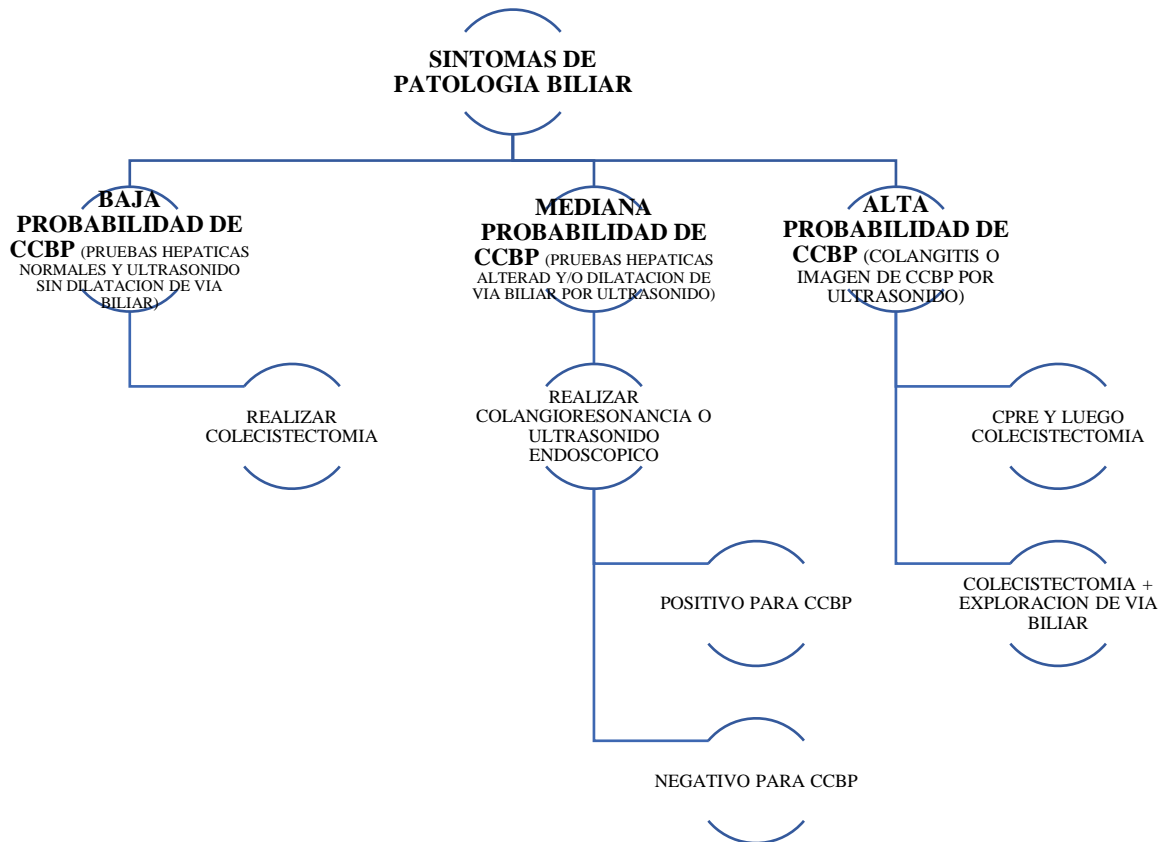 SINTOMAS DE
PATOLOGIA BILIAR
BAJA
PROBABILIDAD DE
CCBP (PRUEBAS HEPATICAS
NORMALES Y ULTRASONIDO
SIN DILATACION DE VIA
BILIAR)
MEDIANA
PROBABILIDAD DE
CCBP (PRUEBAS HEPATICAS
ALTERAD Y/O DILATACION DE
VIA BILIAR POR ULTRASONIDO)
ALTA
PROBABILIDAD DE
CCBP (COLANGITIS O
IMAGEN DE CCBP POR
ULTRASONIDO)
REALIZAR
COLECISTECTOMIA
REALIZAR
COLANGIORESONANCIA O
ULTRASONIDO
ENDOSCOPICO
CPRE Y LUEGO
COLECISTECTOMIA
POSITIVO PARA CCBP
COLECISTECTOMIA +
EXPLORACION DE VIA
BILIAR
NEGATIVO PARA CCBP